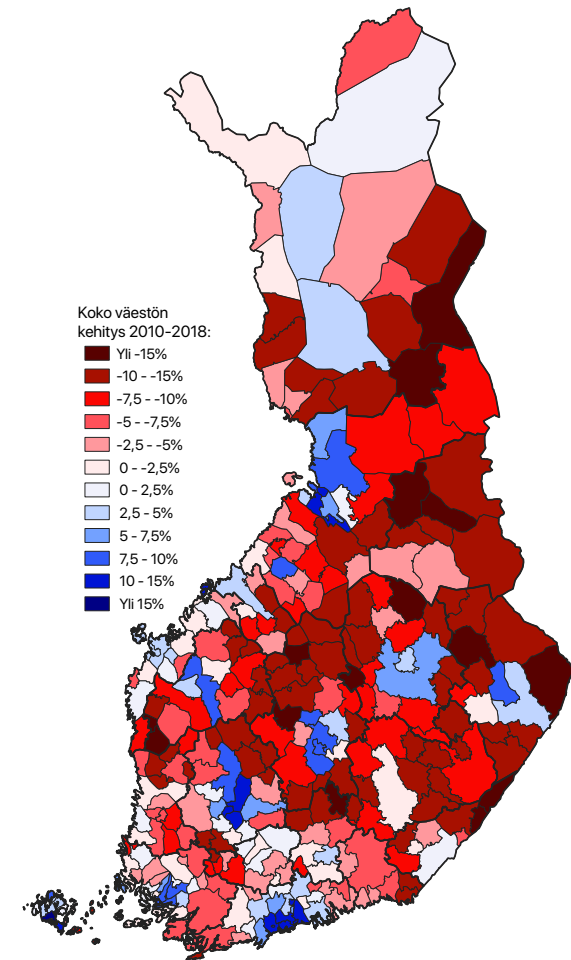 Koko väestön
kehitys 2010-2018:
Yli -15%
-10 - -15%
-7,5 - -10%
-5 - -7,5%
-2,5 - -5%
0 - -2,5%
0 - 2,5%
2,5 - 5%
5 - 7,5%
7,5 - 10%
10 - 15%
Yli 15%